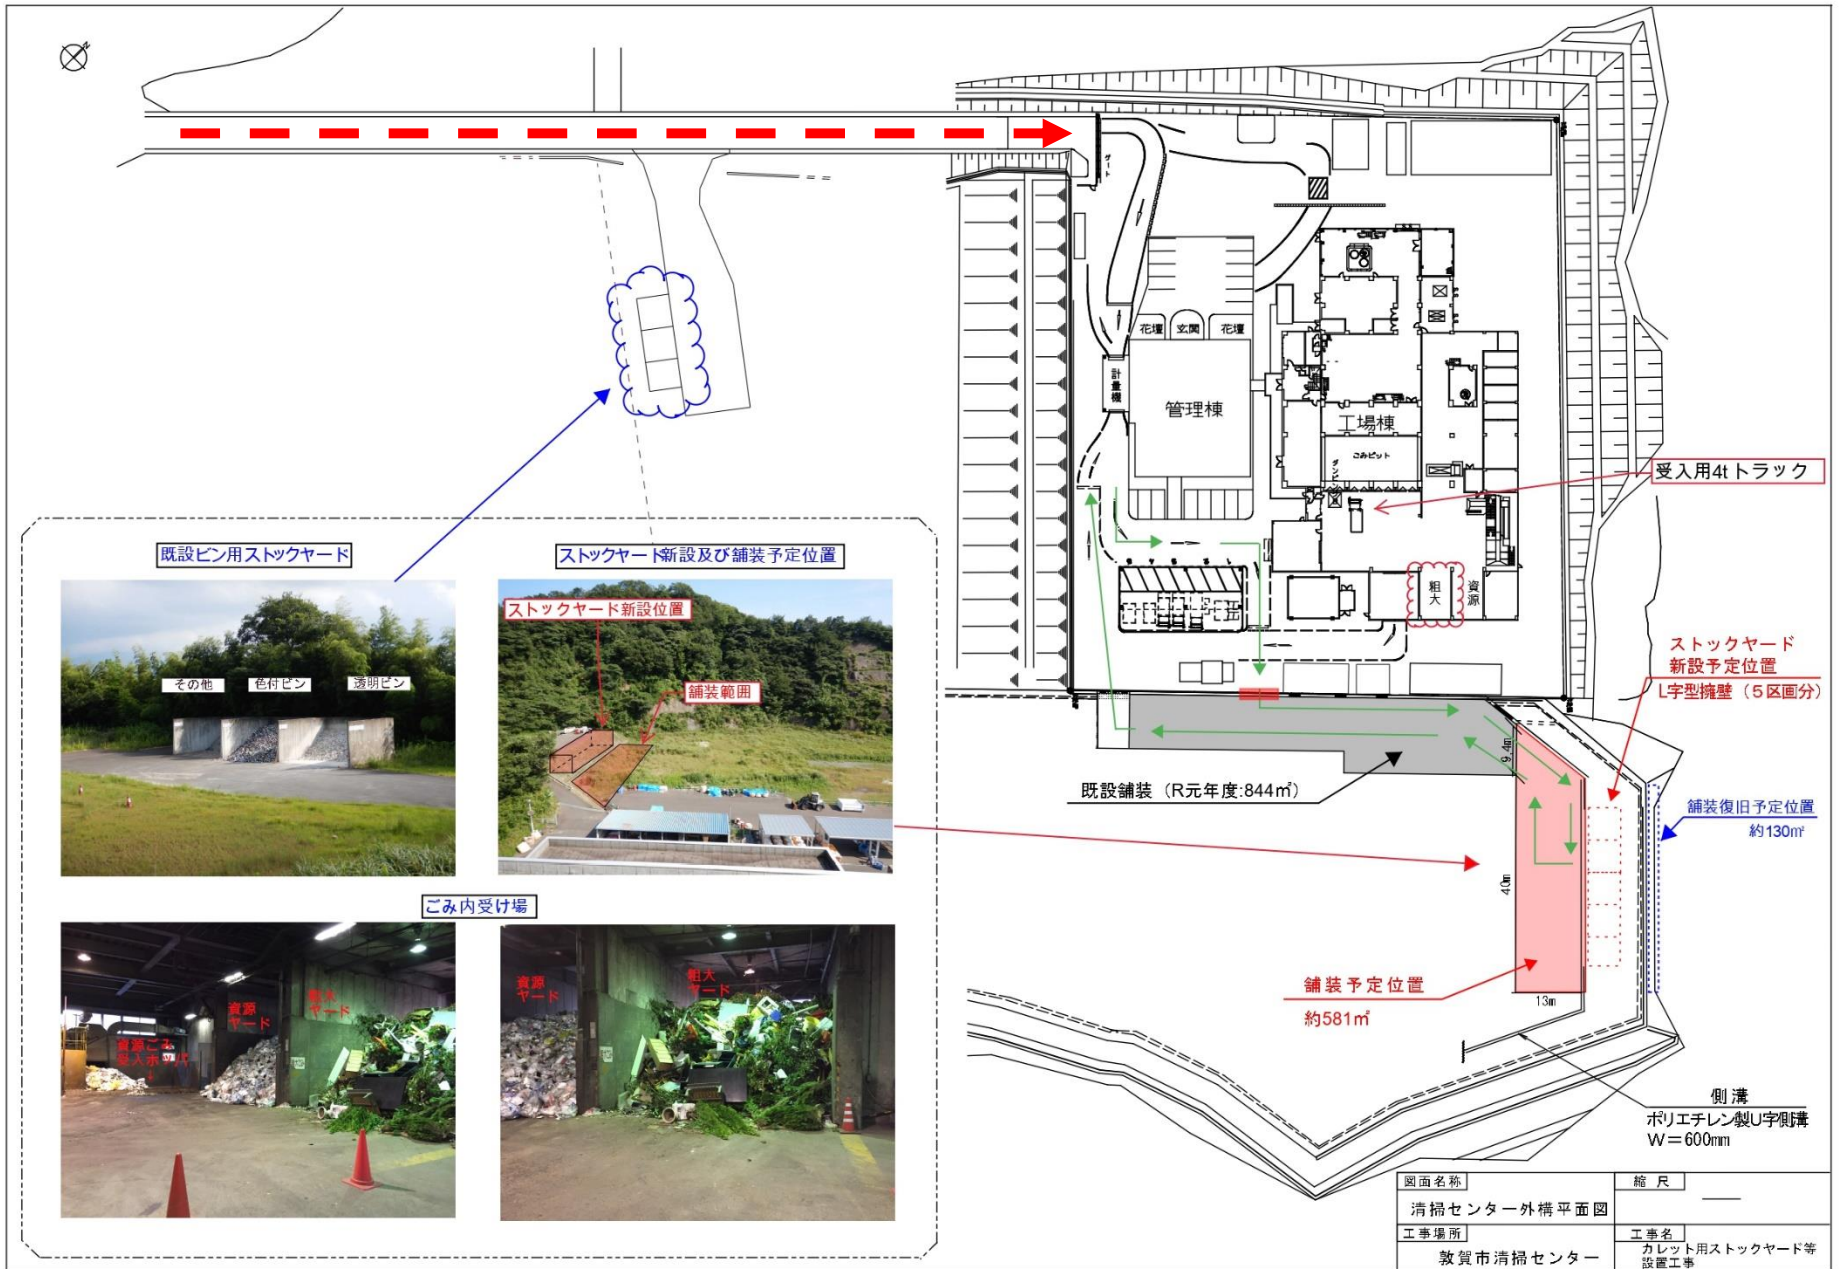 N
ゲート
花壇
玄関
花壇
計量機
管理棟
工場棟
ごみピット
受入用4tトラック
粗大
資源
既設ビン用ストックヤード
その他
色付ビン
透明ビン
ストックヤード新設及び舗装予定位置
ストックヤード新設位置
舗装範囲
ごみ内受け場
資源ごみ
受入ホッパ
資源
ヤード
粗大
ヤード
資源
ヤード
粗大
ヤード
ストックヤード
新設予定位置
L字型擁壁（５区画分）
既設舗装（R元年度:844㎡）
9.4m
舗装復旧予定位置
約130㎡
40m
13m
舗装予定位置
約581㎡
側溝
ポリエチレン製U字側溝
W＝600mm
図面名称
清掃センター外構平面図
縮尺
工事場所
敦賀市清掃センター
工事名
カレット用ストックヤード等
設置工事